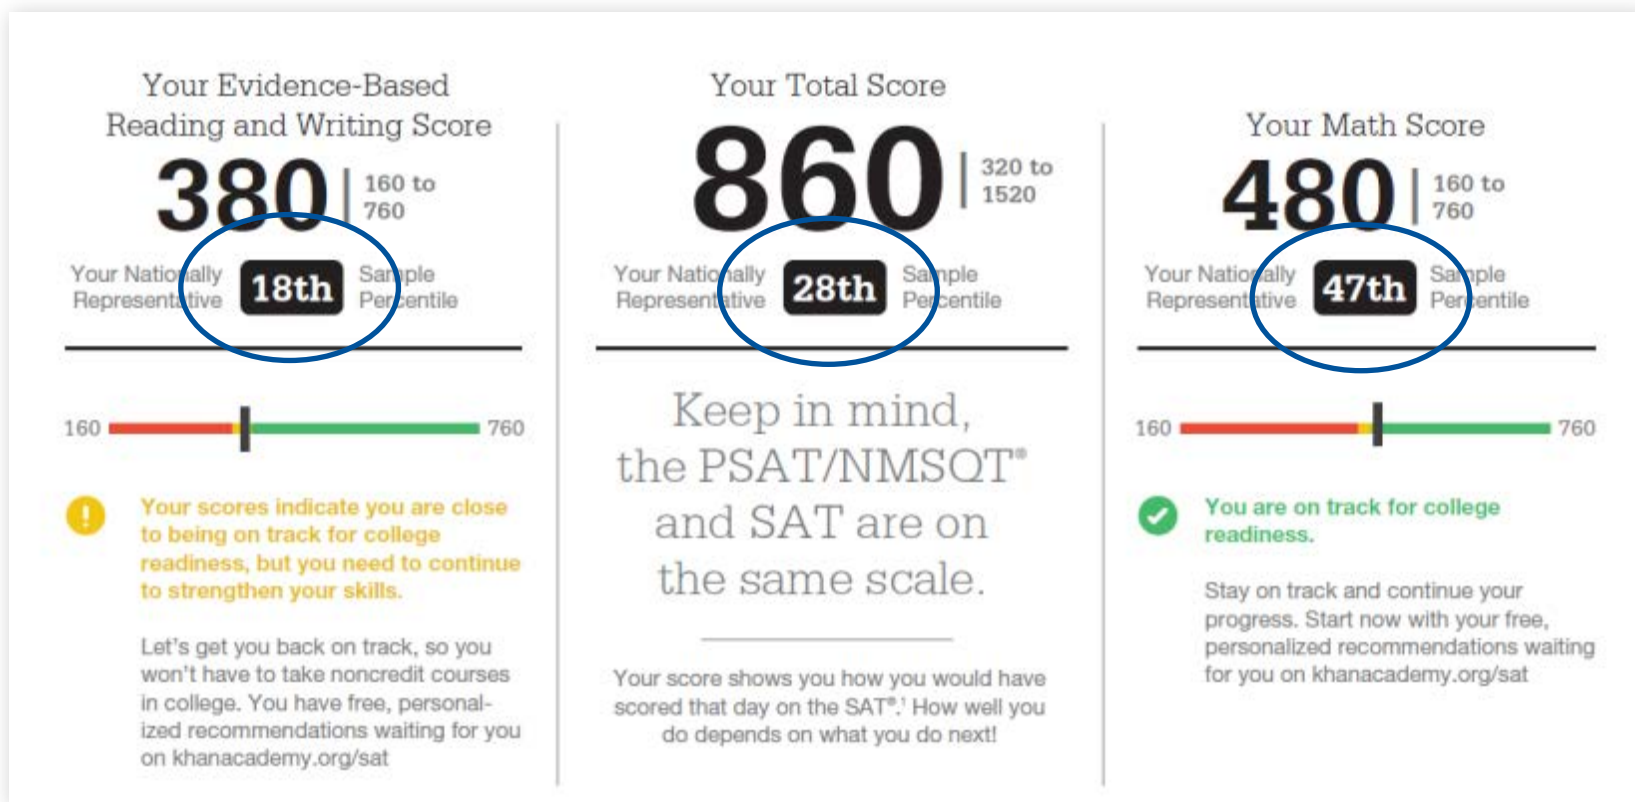 Your Evidence-Based
Reading and Writing Score
380
160 to
760
Your Nationally
Representative
18th
Sample
Percentile
160
760
Your scores indicate you are close
to being on track for college
readiness, but you need to continue
to strengthen your skills.
Let's get you back on track, so you
won't have to take noncredit courses
in college. You have free, personal-
ized recommendations waiting for you
on khanacademy.org/sat
Your Total Score
860
320 to
1520
Your Nationally
Representative
28th
Sample
Percentile
Keep in mind,
the PSAT/NMSQT®
and SAT are on
the same scale.
Your score shows you how you would have
scored that day on the SAT®.¹ How well you
do depends on what you do next!
Your Math Score
480
160 to
760
Your Nationally
Representative
47th
Sample
Percentile
160
760
You are on track for college
readiness.
Stay on track and continue your
progress. Start now with your free,
personalized recommendations waiting
for you on khanacademy.org/sat